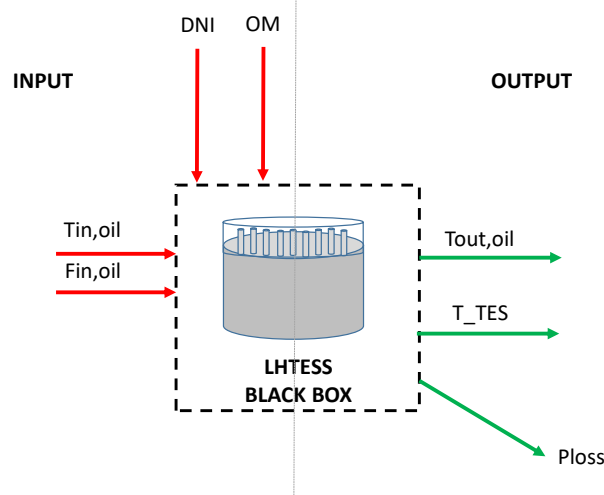 DNI
OM
INPUT
OUTPUT
Tin,oil
Fin,oil
Tout,oil
T_TES
LHTESS
BLACK BOX
Ploss